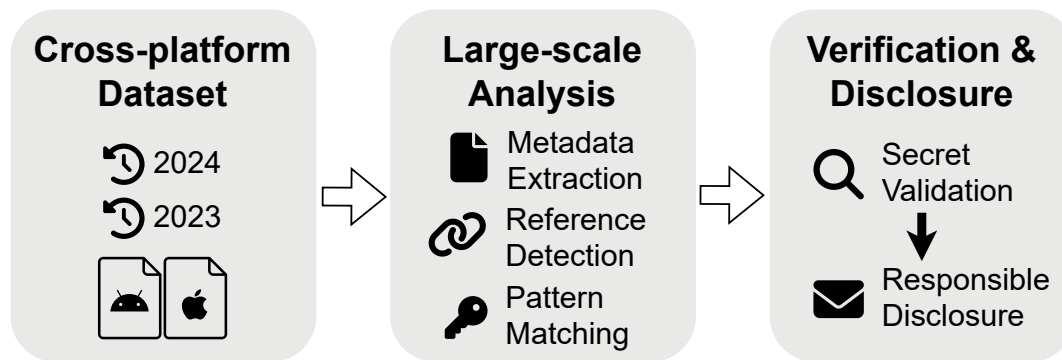 Cross-platform
Dataset
2024
2023
Large-scale
Analysis
Metadata
Extraction
Reference
Detection
Pattern
Matching
Verification &
Disclosure
Secret
Validation
Responsible
Disclosure